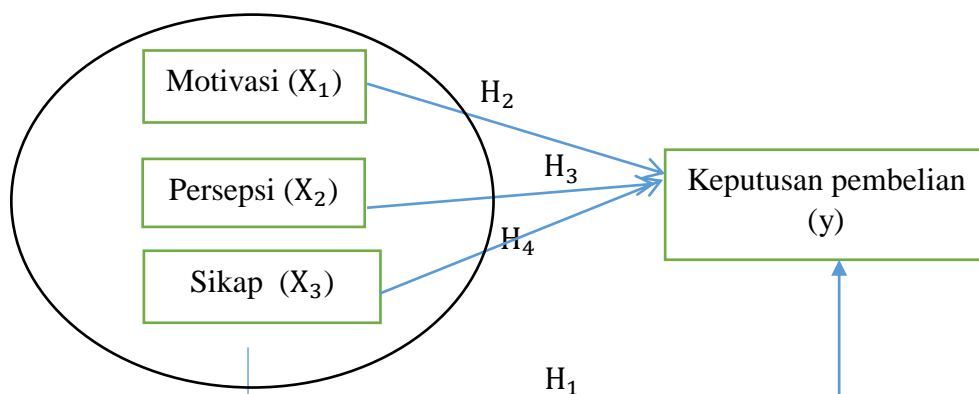 Motivasi (X₁)
H₂
Persepsi (X₂)
H₃
Keputusan pembelian
(y)
Sikap (X₃)
H₄
H₁